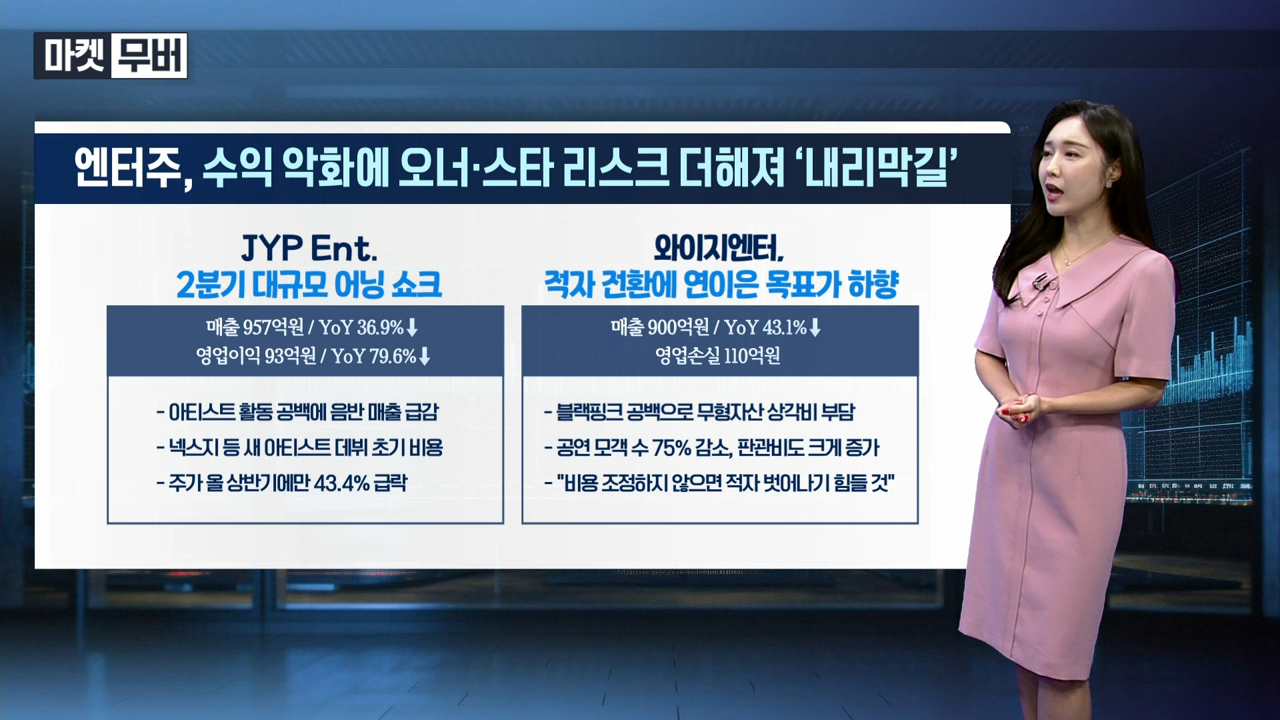 마켓무버
엔터주, 수익 악화에 오너·스타 리스크 더해져 ‘내리막길’
JYP Ent.
2분기 대규모 어닝 쇼크
매출 957억원 / YoY 36.9%⬇
영업이익 93억원 / YoY 79.6%⬇
- 아티스트 활동 공백에 음반 매출 급감
- 넥스지 등 새 아티스트 데뷔 초기 비용
- 주가 올 상반기에만 43.4% 급락
와이지엔터,
적자 전환에 연이은 목표가 하향
매출 900억원 / YoY 43.1%⬇
영업손실 110억원
- 블랙핑크 공백으로 무형자산 상각비 부담
- 공연 모객 수 75% 감소, 판관비도 크게 증가
- "비용 조정하지 않으면 적자 벗어나기 힘들 것"